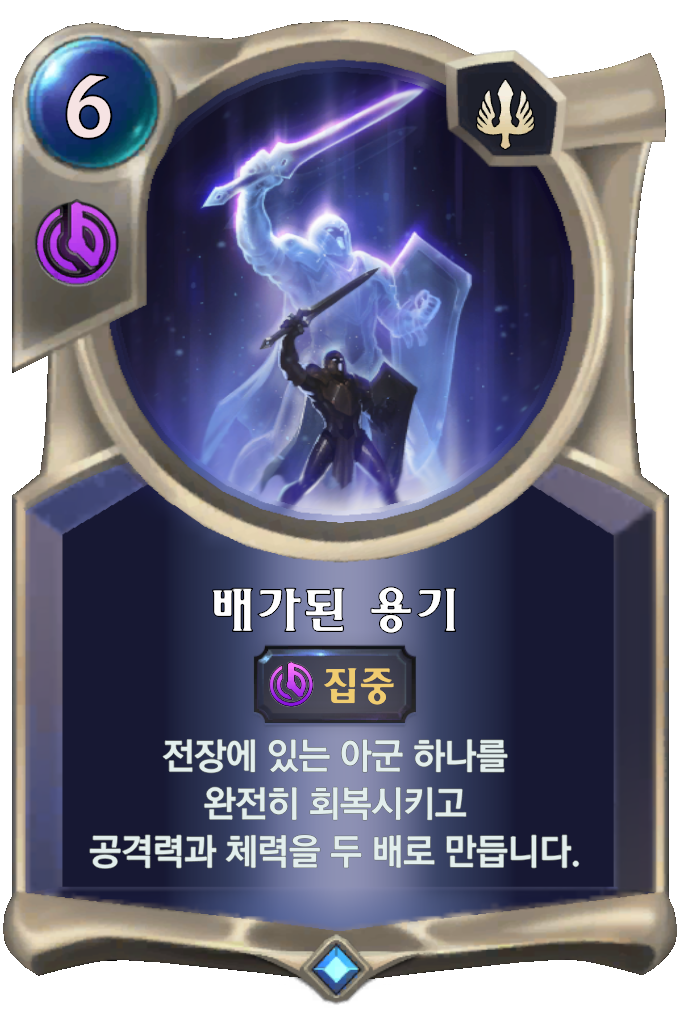 6
배가된 용기
집중
전장에 있는 아군 하나를
완전히 회복시키고
공격력과 체력을 두 배로 만듭니다.